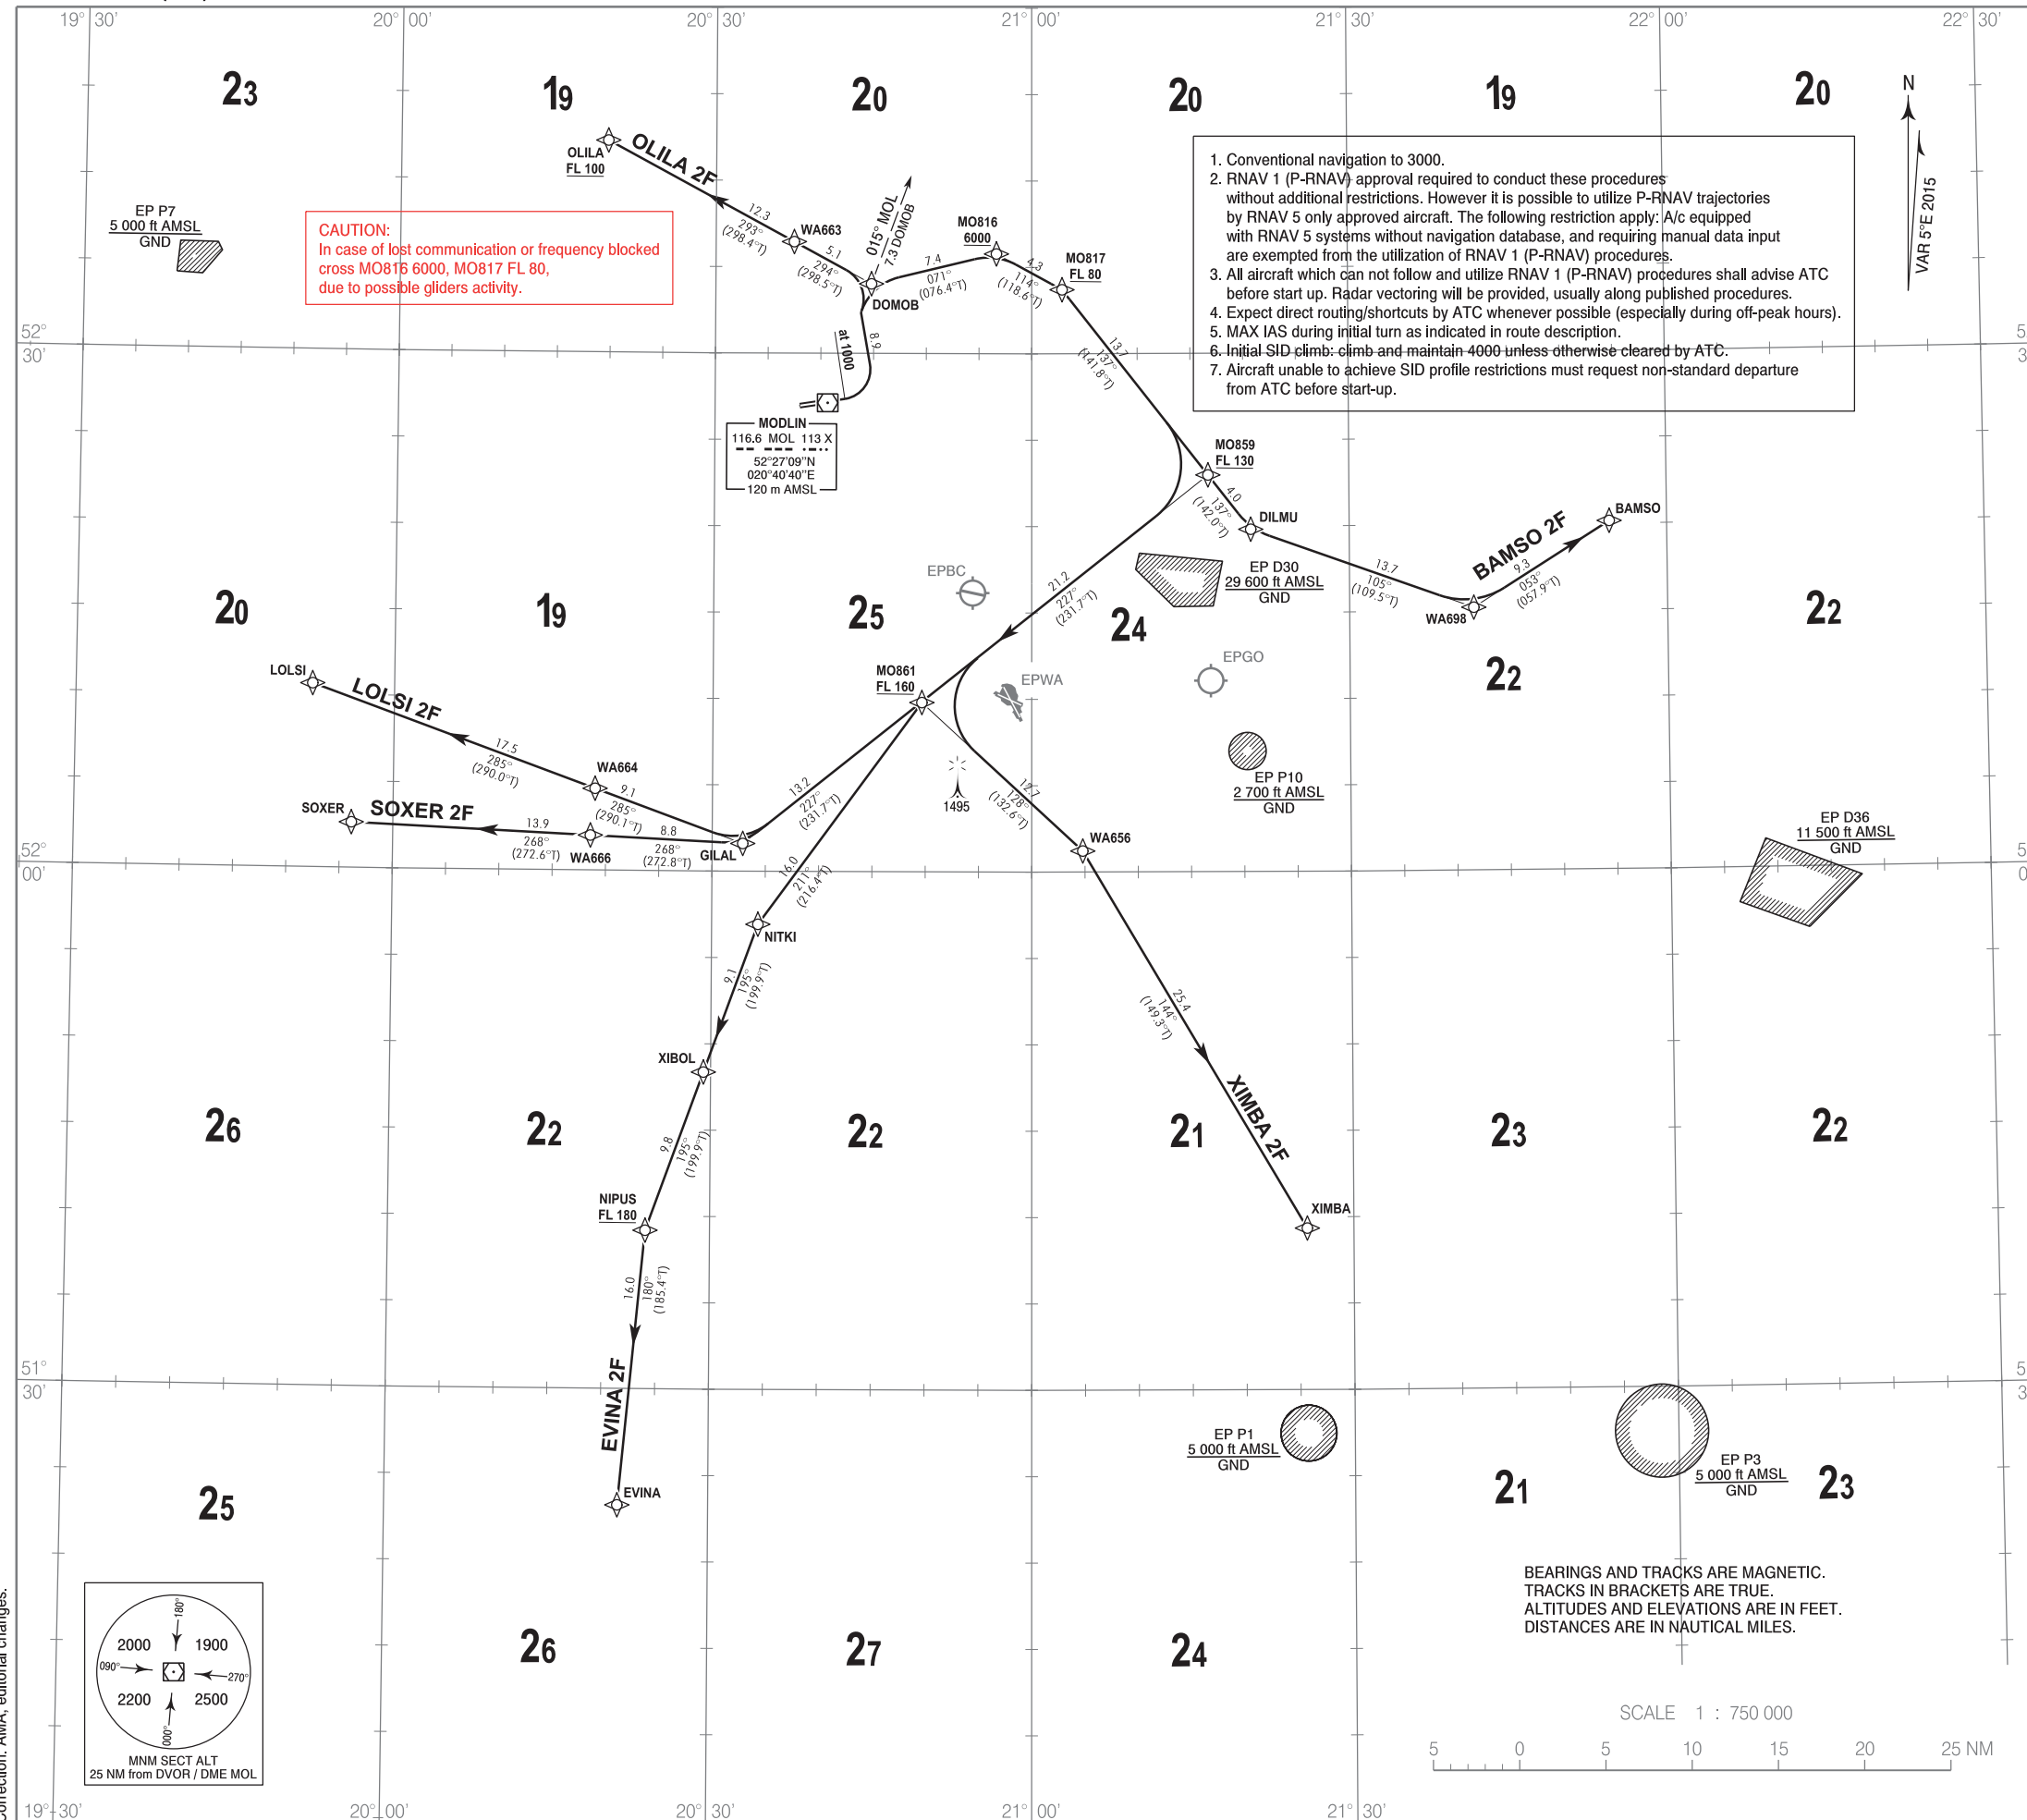 19° 30'
20° 00'
20° 30'
21° 00'
21° 30'
22° 00'
22° 30'
23
19
20
20
19
20
N
VAR 5°E 2015
OLILA
FL 100
OLILA 2F
12.3
293°
(298.4°T)
WA663
5.1
294°
(298.5°T)
015° MOL
7.3 DOMOB
DOMOB
7.4
071°
(076.4°T)
MO816
6000
4.3
114°
(118.6°T)
MO817
FL 80
EP P7
5 000 ft AMSL
GND
CAUTION:
In case of lost communication or frequency blocked
cross MO816 6000, MO817 FL 80,
due to possible gliders activity.
1. Conventional navigation to 3000.
2. RNAV 1 (P-RNAV) approval required to conduct these procedures
without additional restrictions. However it is possible to utilize P-RNAV trajectories
by RNAV 5 only approved aircraft. The following restriction apply: A/c equipped
with RNAV 5 systems without navigation database, and requiring manual data input
are exempted from the utilization of RNAV 1 (P-RNAV) procedures.
3. All aircraft which can not follow and utilize RNAV 1 (P-RNAV) procedures shall advise ATC
before start up. Radar vectoring will be provided, usually along published procedures.
4. Expect direct routing/shortcuts by ATC whenever possible (especially during off-peak hours).
5. MAX IAS during initial turn as indicated in route description.
6. Initial SID climb: climb and maintain 4000 unless otherwise cleared by ATC.
7. Aircraft unable to achieve SID profile restrictions must request non-standard departure
from ATC before start-up.
52°
30'
5
3
at 1000
8.9
13.7
137°
(141.8°T)
MODLIN
116.6 MOL 113 X
52°27'09"N
020°40'40"E
120 m AMSL
MO859
FL 130
4.0
137°
(142.0°T)
DILMU
13.7
105°
(109.5°T)
WA698
BAMSO 2F
9.3
053°
(057.9°T)
BAMSO
EPBC
21.2
227°
(231.7°T)
EP D30
29 600 ft AMSL
GND
20
19
25
24
22
22
EPGO
EPWA
LOLSI
LOLSI 2F
17.5
285°
(290.0°T)
WA664
9.1
285°
(290.1°T)
MO861
FL 160
13.2
227°
(231.7°T)
1495
12.7
128°
(132.6°T)
WA656
EP P10
2 700 ft AMSL
GND
SOXER
SOXER 2F
13.9
268°
(272.6°T)
WA666
8.8
268°
(272.8°T)
GILAL
EP D36
11 500 ft AMSL
GND
52°
00'
5
0
16.0
211°
(216.4°T)
NITKI
9.1
195°
(199.9°T)
XIBOL
25.4
144°
(149.3°T)
XIMBA 2F
XIMBA
26
22
22
21
23
22
9.8
195°
(199.9°T)
NIPUS
FL 180
16.0
180°
(185.4°T)
EVINA 2F
EVINA
51°
30'
5
3
EP P1
5 000 ft AMSL
GND
EP P3
5 000 ft AMSL
GND
25
21
23
26
27
24
BEARINGS AND TRACKS ARE MAGNETIC.
TRACKS IN BRACKETS ARE TRUE.
ALTITUDES AND ELEVATIONS ARE IN FEET.
DISTANCES ARE IN NAUTICAL MILES.
180°
2000
1900
090°
270°
2200
2500
000°
MNM SECT ALT
25 NM from DVOR / DME MOL
SCALE 1 : 750 000
5
0
5
10
15
20
25 NM
Correction: AMA, editorial changes.
19° 30'
20° 00'
20° 30'
21° 00'
21° 30'